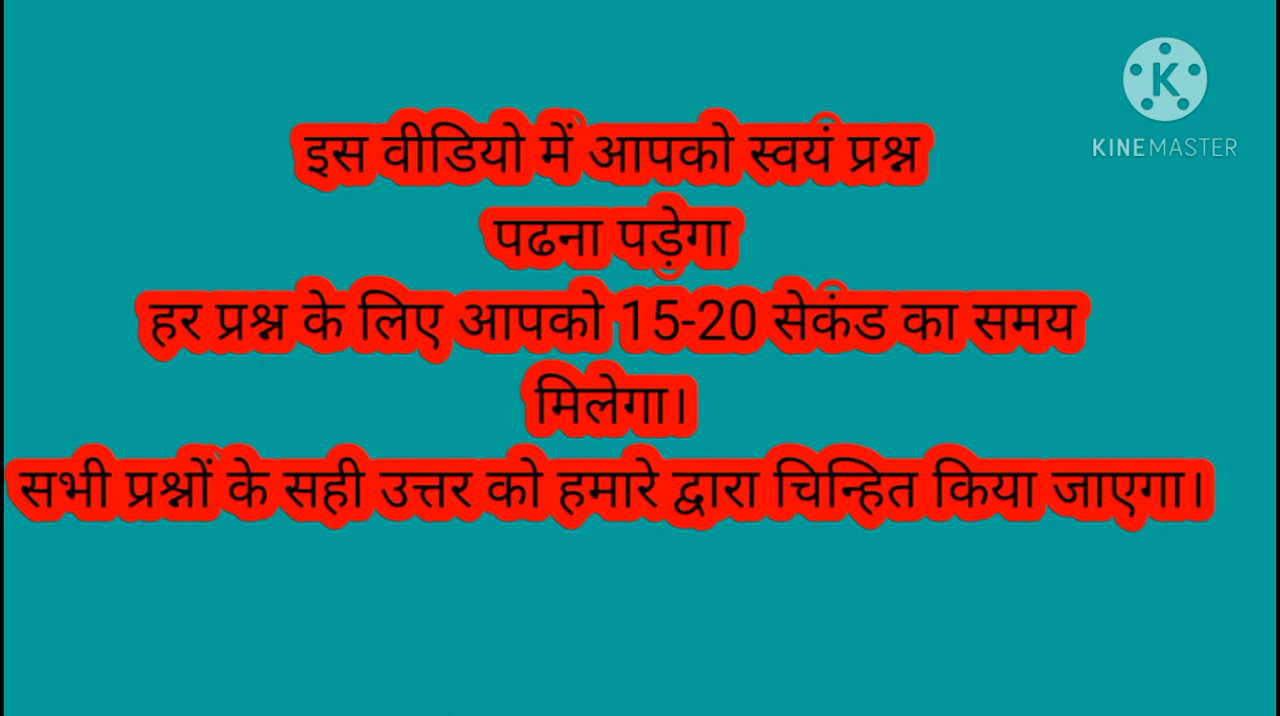 इस वीडियो में आपको स्वयं प्रश्न
पढना पड़ेगा
हर प्रश्न के लिए आपको 15-20 सेकंड का समय
मिलेगा।
सभी प्रश्नों के सही उत्तर को हमारे द्वारा चिन्हित किया जाएगा।
K
KINEMASTER